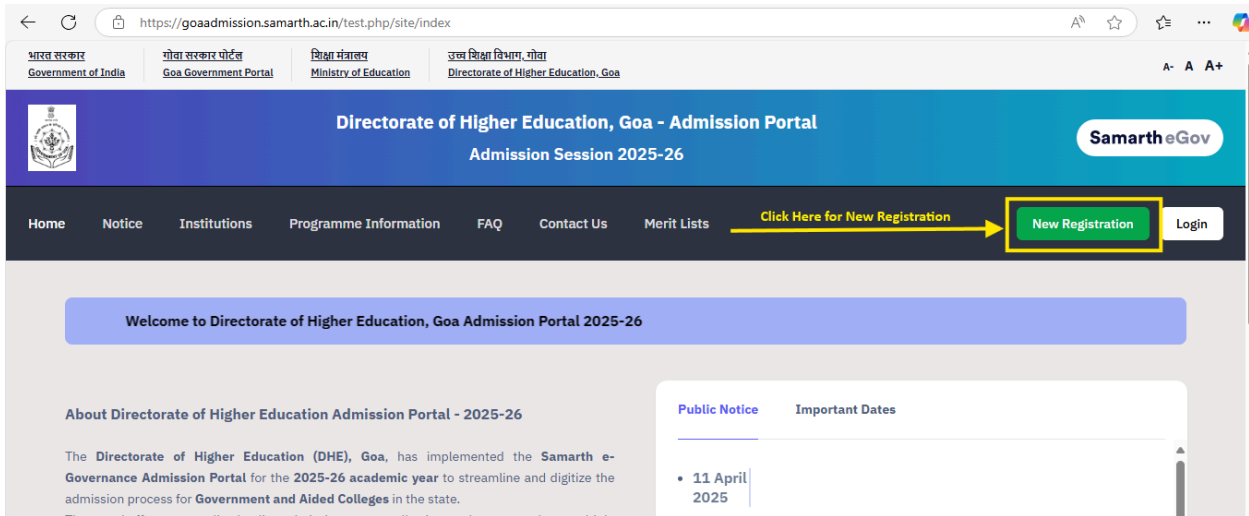 https://goaadmission.samarth.ac.in/test.php/site/index
भारत सरकार
Government of India
गोवा सरकार पोर्टल
Goa Government Portal
शिक्षा मंत्रालय
Ministry of Education
उच्च शिक्षा विभाग, गोवा
Directorate of Higher Education, Goa
A- A A+
Directorate of Higher Education, Goa - Admission Portal
Admission Session 2025-26
Samarth eGov
Home Notice Institutions Programme Information FAQ Contact Us Merit Lists Click Here for New Registration New Registration Login
Welcome to Directorate of Higher Education, Goa Admission Portal 2025-26
About Directorate of Higher Education Admission Portal - 2025-26
The Directorate of Higher Education (DHE), Goa, has implemented the Samarth e-
Governance Admission Portal for the 2025-26 academic year to streamline and digitize the
admission process for Government and Aided Colleges in the state.
Public Notice Important Dates
• 11 April
2025